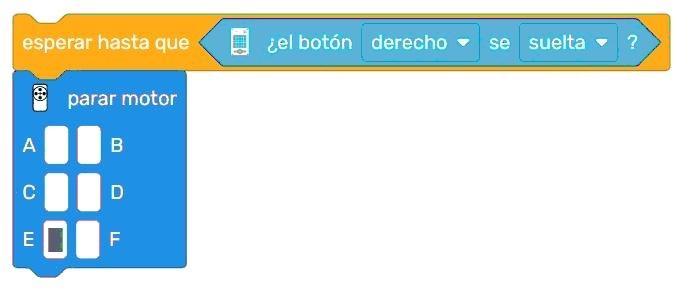 esperar hasta que ¿el botón derecho se suelta ?
parar motor
A B
C D
E F